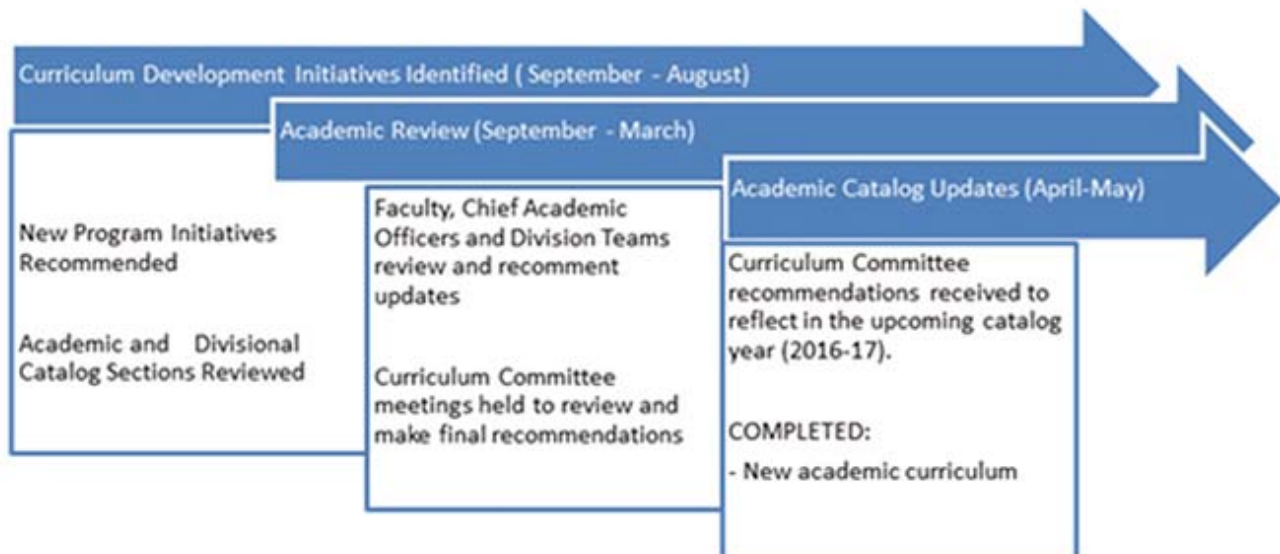 Curriculum Development Initiatives Identified ( September - August)
Academic Review (September - March)
Academic Catalog Updates (April-May)
New Program Initiatives
Recommended
Academic and Divisional
Catalog Sections Reviewed
Faculty, Chief Academic
Officers and Division Teams
review and recomment
updates
Curriculum Committee
meetings held to review and
make final recommendations
Curriculum Committee
recommendations received to
reflect in the upcoming catalog
year (2016-17).
COMPLETED:
- New academic curriculum